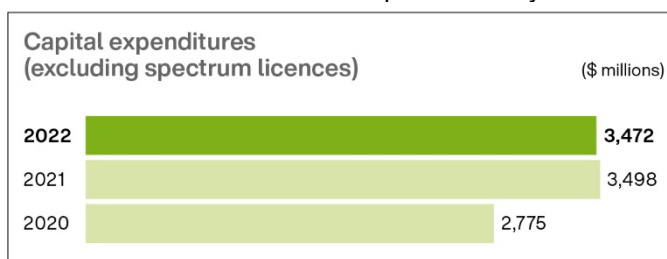 Capital expenditures
(excluding spectrum licences) ($ millions)
2022 3,472
2021 3,498
2020 2,775